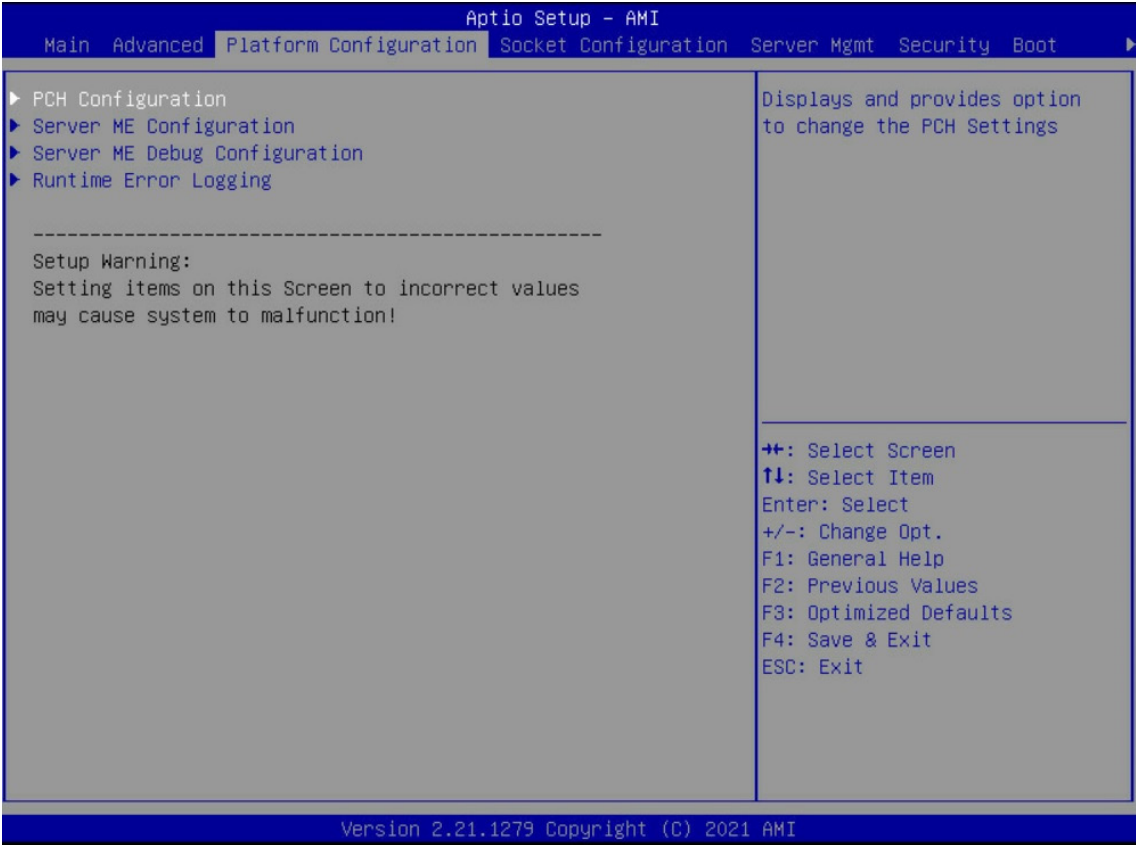 Aptio Setup – AMI
Main Advanced Platform Configuration Socket Configuration Server Mgmt Security Boot ▶
▶ PCH Configuration
▶ Server ME Configuration
▶ Server ME Debug Configuration
▶ Runtime Error Logging
--------------------------------------------------
Setup Warning:
Setting items on this Screen to incorrect values
may cause system to malfunction!
Displays and provides option
to change the PCH Settings
→←: Select Screen
↑↓: Select Item
Enter: Select
+/-: Change Opt.
F1: General Help
F2: Previous Values
F3: Optimized Defaults
F4: Save & Exit
ESC: Exit
Version 2.21.1279 Copyright (C) 2021 AMI